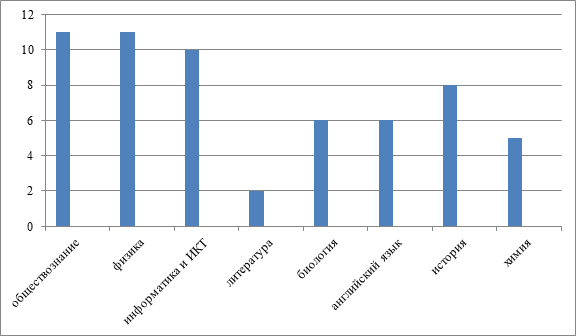 12
10
8
6
4
2
0
обществознание
физика
информатика и ИКТ
литература
биология
английский язык
история
химия